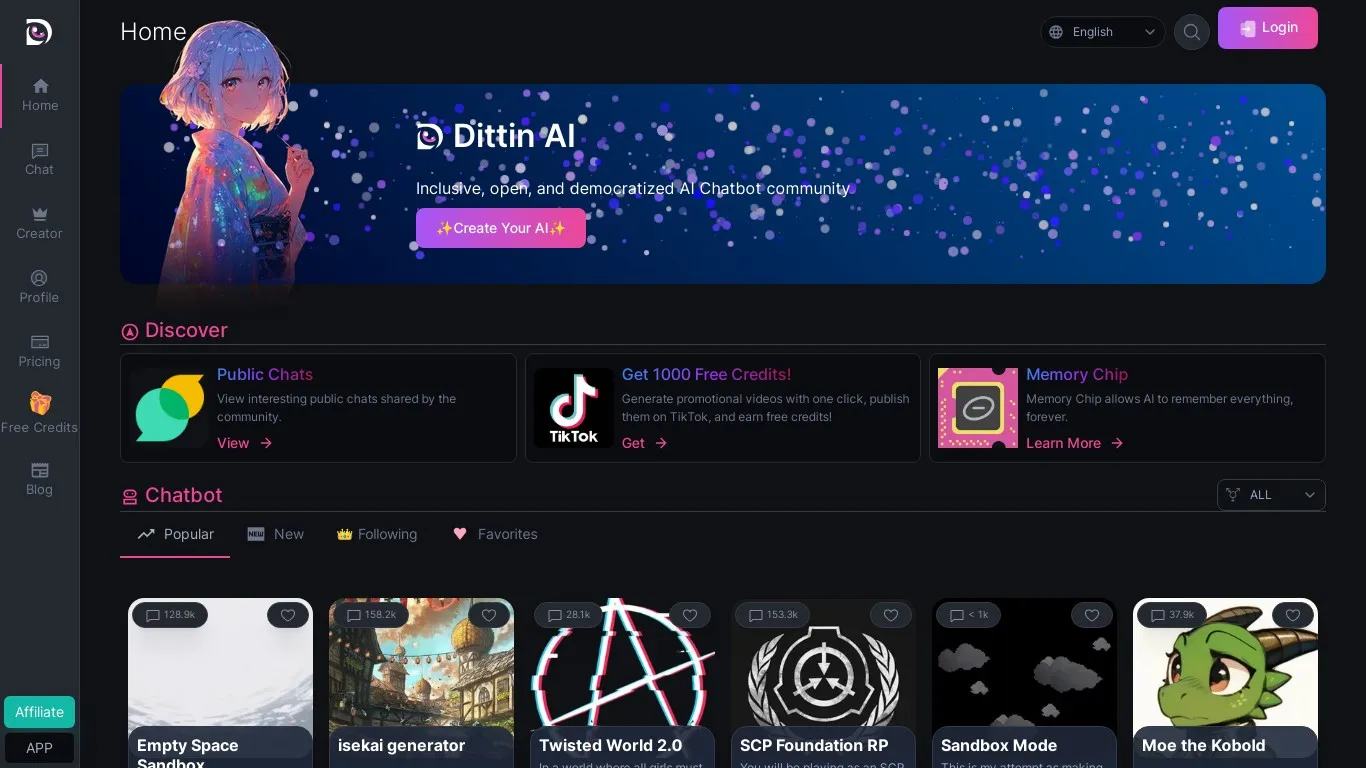 Home
English
Login
Home
Chat
Creator
Profile
Pricing
Free Credits
Blog
Affiliate
APP
Dittin AI
Inclusive, open, and democratized AI Chatbot community
✨Create Your AI✨
Discover
Public Chats
View interesting public chats shared by the
community.
View →
TikTok
Get 1000 Free Credits!
Generate promotional videos with one click, publish
them on TikTok, and earn free credits!
Get →
Memory Chip
Memory Chip allows AI to remember everything,
forever.
Learn More →
Chatbot
ALL
Popular
NEW New
Following
Favorites
128.9k
158.2k
28.1k
153.3k
< 1k
37.9k
Empty Space
Sandbox
isekai generator
Twisted World 2.0
In a world where all girls must
SCP Foundation RP
You will be playing as an SCP
Sandbox Mode
This is my attempt as making
Moe the Kobold